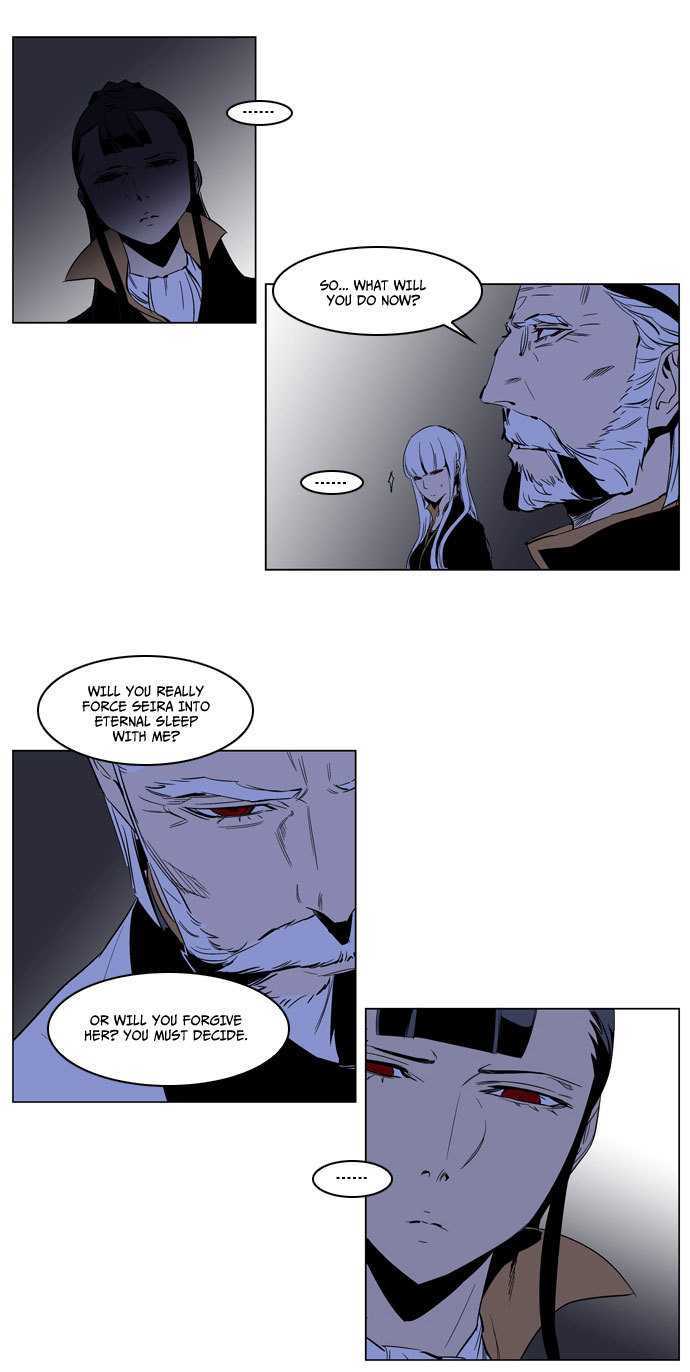 ......
SO... WHAT WILL
YOU DO NOW?
......
WILL YOU REALLY
FORCE SEIRA INTO
ETERNAL SLEEP
WITH ME?
OR WILL YOU FORGIVE
HER? YOU MUST DECIDE.
......